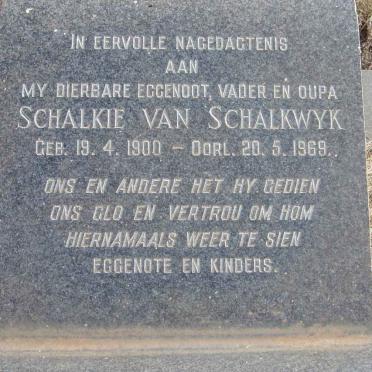 IN EERVOLLE NAGEDAGTENIS
AAN
MY DIERBARE EGGENOOT, VADER EN OUPA
SCHALKIE VAN SCHALKWYK
GEB. 19. 4. 1900 – OORL. 20. 5. 1969.
ONS EN ANDERE HET HY GEDIEN
ONS GLO EN VERTROU OM HOM
HIERNAMAALS WEER TE SIEN
EGGENOTE EN KINDERS.